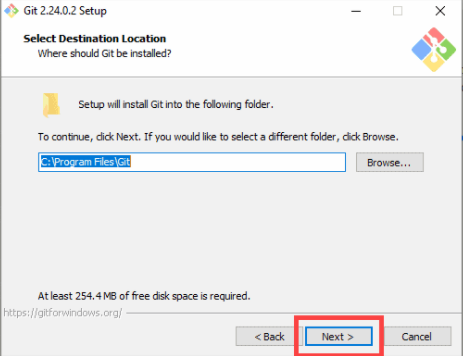 Git 2.24.0.2 Setup
Select Destination Location
Where should Git be installed?
Setup will install Git into the following folder.
To continue, click Next. If you would like to select a different folder, click Browse.
C:\Program Files\Git
Browse...
At least 254.4 MB of free disk space is required.
https://gitforwindows.org/
< Back
Next >
Cancel